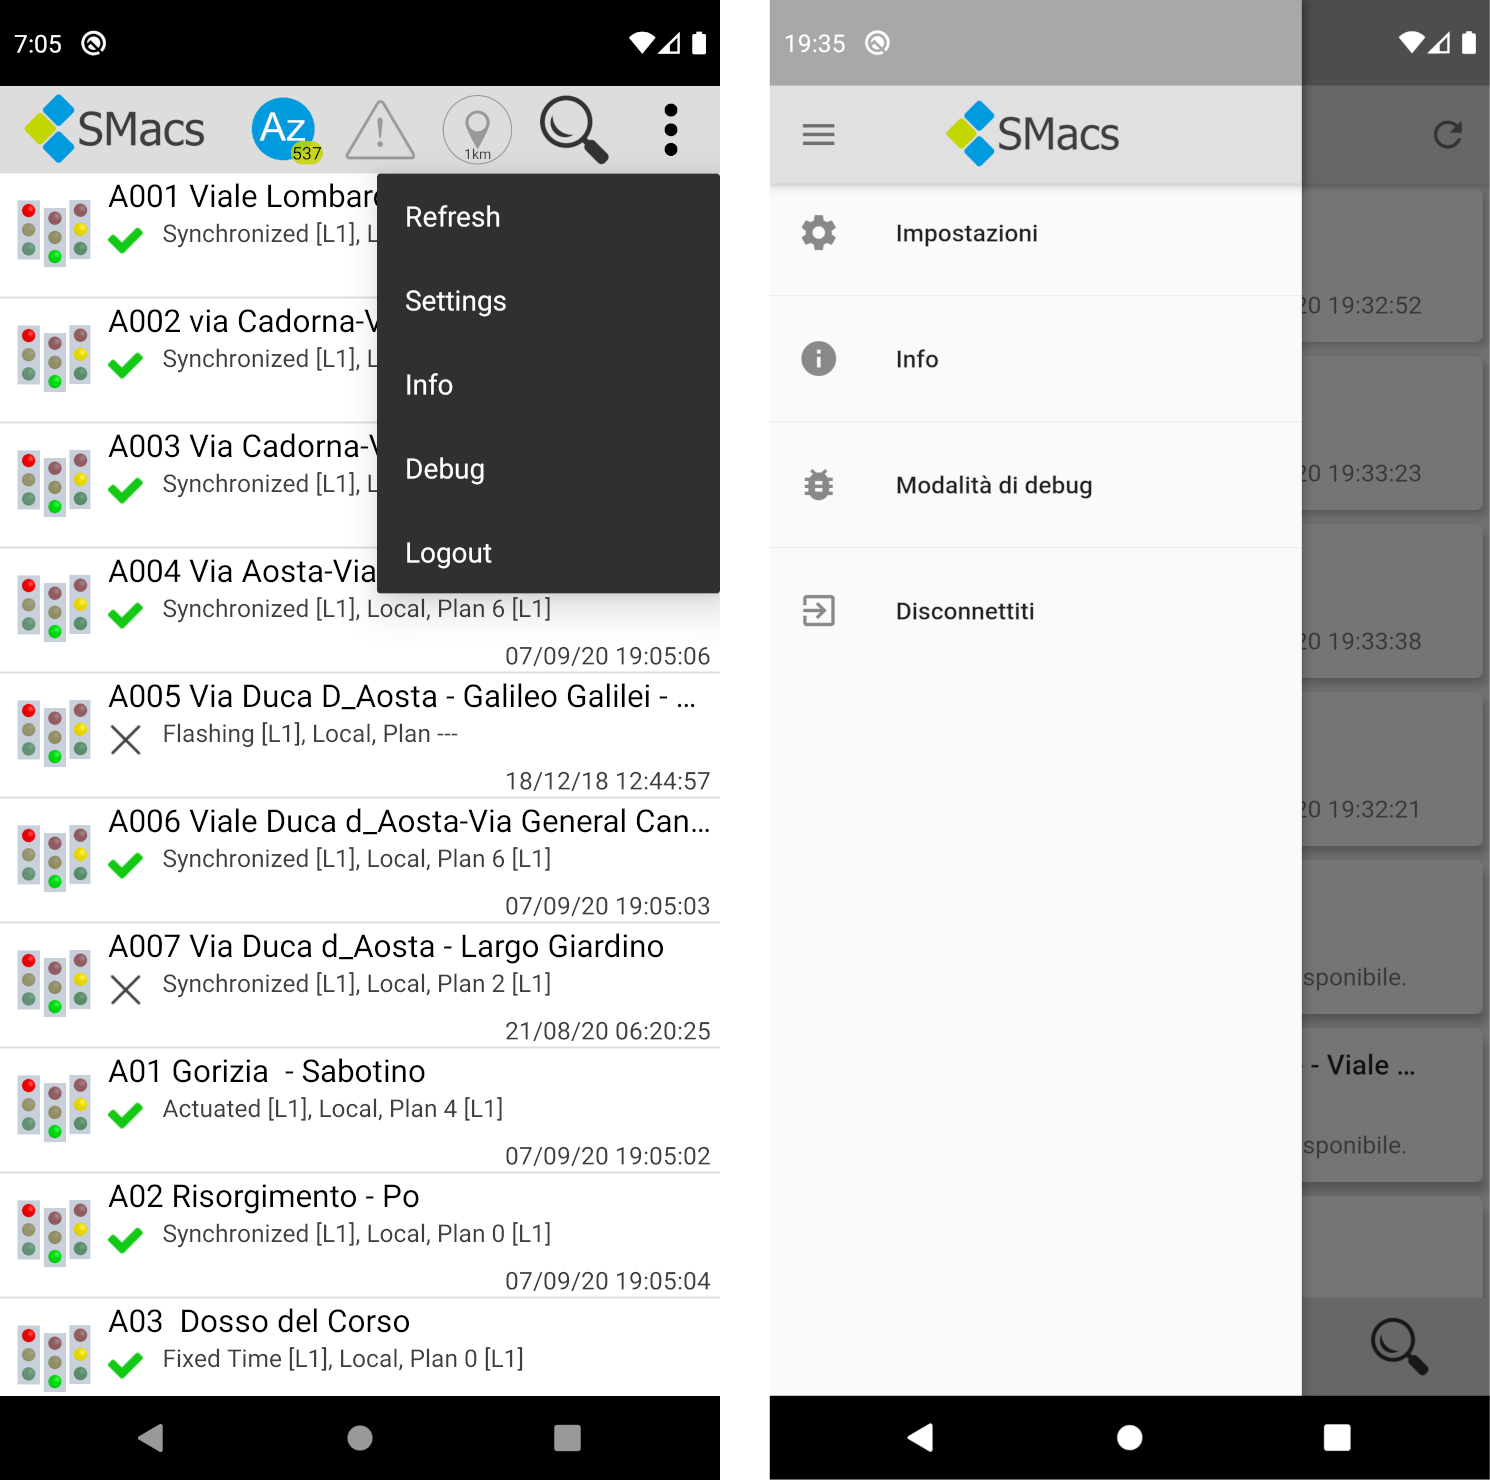 7:05
SMacs
Az
537
1km
A001 Viale Lombar
Synchronized [L1], L
A002 via Cadorna-V
Synchronized [L1], L
A003 Via Cadorna-V
Synchronized [L1], L
A004 Via Aosta-Via
Synchronized [L1], Local, Plan 6 [L1]
07/09/20 19:05:06
A005 Via Duca D_Aosta - Galileo Galilei - ...
Flashing [L1], Local, Plan ---
18/12/18 12:44:57
A006 Viale Duca d_Aosta-Via General Can...
Synchronized [L1], Local, Plan 6 [L1]
07/09/20 19:05:03
A007 Via Duca d_Aosta - Largo Giardino
Synchronized [L1], Local, Plan 2 [L1]
21/08/20 06:20:25
A01 Gorizia  - Sabotino
Actuated [L1], Local, Plan 4 [L1]
07/09/20 19:05:02
A02 Risorgimento - Po
Synchronized [L1], Local, Plan 0 [L1]
07/09/20 19:05:04
A03  Dosso del Corso
Fixed Time [L1], Local, Plan 0 [L1]
Refresh
Settings
Info
Debug
Logout
19:35
SMacs
Impostazioni
Info
Modalità di debug
Disconnettiti
20 19:32:52
20 19:33:23
20 19:33:38
20 19:32:21
sponibile.
- Viale ...
sponibile.